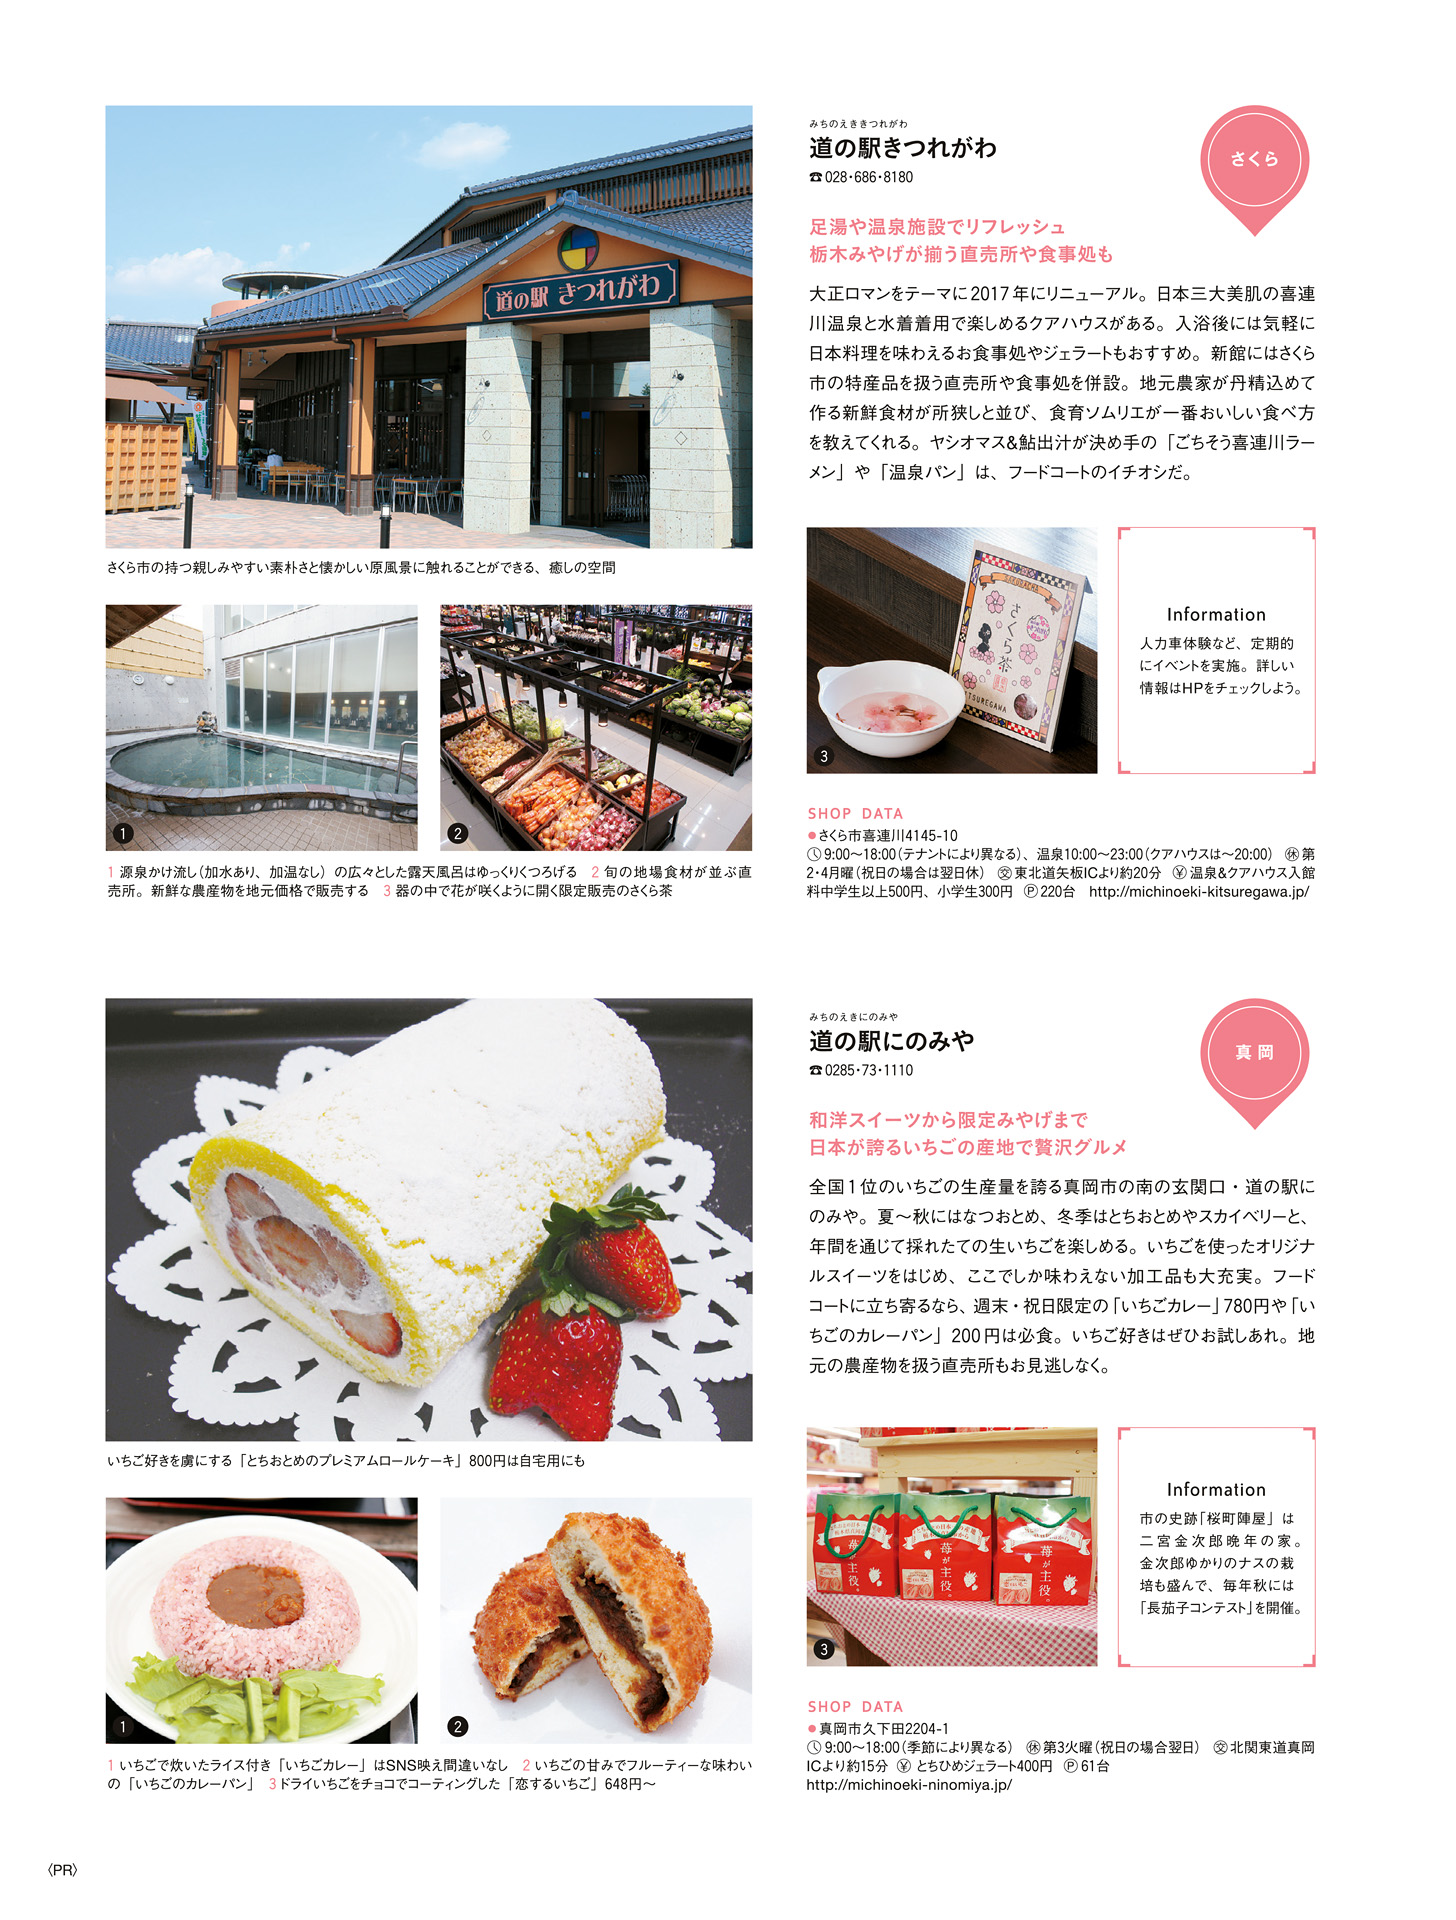 みちのえききつれがわ
道の駅きつれがわ
☎028・686・8180
さくら
足湯や温泉施設でリフレッシュ
栃木みやげが揃う直売所や食事処も
大正ロマンをテーマに2017年にリニューアル。日本三大美肌の喜連
川温泉と水着着用で楽しめるクアハウスがある。入浴後には気軽に
日本料理を味わえるお食事処やジェラートもおすすめ。新館にはさくら
市の特産品を扱う直売所や食事処を併設。地元農家が丹精込めて
作る新鮮食材が所狭しと並び、食育ソムリエが一番おいしい食べ方
を教えてくれる。ヤシオマス&鮎出汁が決め手の「ごちそう喜連川ラー
メン」や「温泉パン」は、フードコートのイチオシだ。
道の駅 きつれがわ
さくら市の持つ親しみやすい素朴さと懐かしい原風景に触れることができる、癒しの空間
1
2
1 源泉かけ流し（加水あり、加温なし）の広々とした露天風呂はゆっくりくつろげる 2 旬の地場食材が並ぶ直
売所。新鮮な農産物を地元価格で販売する 3 器の中で花が咲くように開く限定販売のさくら茶
さくら茶
KITSUREGAWA
3
Information
人力車体験など、定期的
にイベントを実施。詳しい
情報はHPをチェックしよう。
SHOP DATA
●さくら市喜連川4145-10
9:00〜18:00（テナントにより異なる）、温泉10:00〜23:00（クアハウスは〜20:00） ㊡第
2・4月曜（祝日の場合は翌日休） 交東北道矢板ICより約20分 ¥温泉&クアハウス入館
料中学生以上500円、小学生300円 Ⓟ220台 http://michinoeki-kitsuregawa.jp/
みちのえきにのみや
道の駅にのみや
☎0285・73・1110
真岡
和洋スイーツから限定みやげまで
日本が誇るいちごの産地で贅沢グルメ
全国1位のいちごの生産量を誇る真岡市の南の玄関口・道の駅に
のみや。夏〜秋にはなつおとめ、冬季はとちおとめやスカイベリーと、
年間を通じて採れたての生いちごを楽しめる。いちごを使ったオリジナ
ルスイーツをはじめ、ここでしか味わえない加工品も大充実。フード
コートに立ち寄るなら、週末・祝日限定の「いちごカレー」780円や「い
ちごのカレーパン」200円は必食。いちご好きはぜひお試しあれ。地
元の農産物を扱う直売所もお見逃しなく。
いちご好きを虜にする「とちおとめのプレミアムロールケーキ」800円は自宅用にも
1
2
1 いちごで炊いたライス付き「いちごカレー」はSNS映え間違いなし 2 いちごの甘みでフルーティーな味わい
の「いちごのカレーパン」 3 ドライいちごをチョコでコーティングした「恋するいちご」648円〜
苺が主役。
苺が主役。
苺が主役。
3
Information
市の史跡「桜町陣屋」は
二宮金次郎晩年の家。
金次郎ゆかりのナスの栽
培も盛んで、毎年秋には
「長茄子コンテスト」を開催。
SHOP DATA
●真岡市久下田2204-1
9:00〜18:00（季節により異なる） ㊡第3火曜（祝日の場合翌日） 交北関東道真岡
ICより約15分 ¥とちひめジェラート400円 Ⓟ61台
http://michinoeki-ninomiya.jp/
〈PR〉